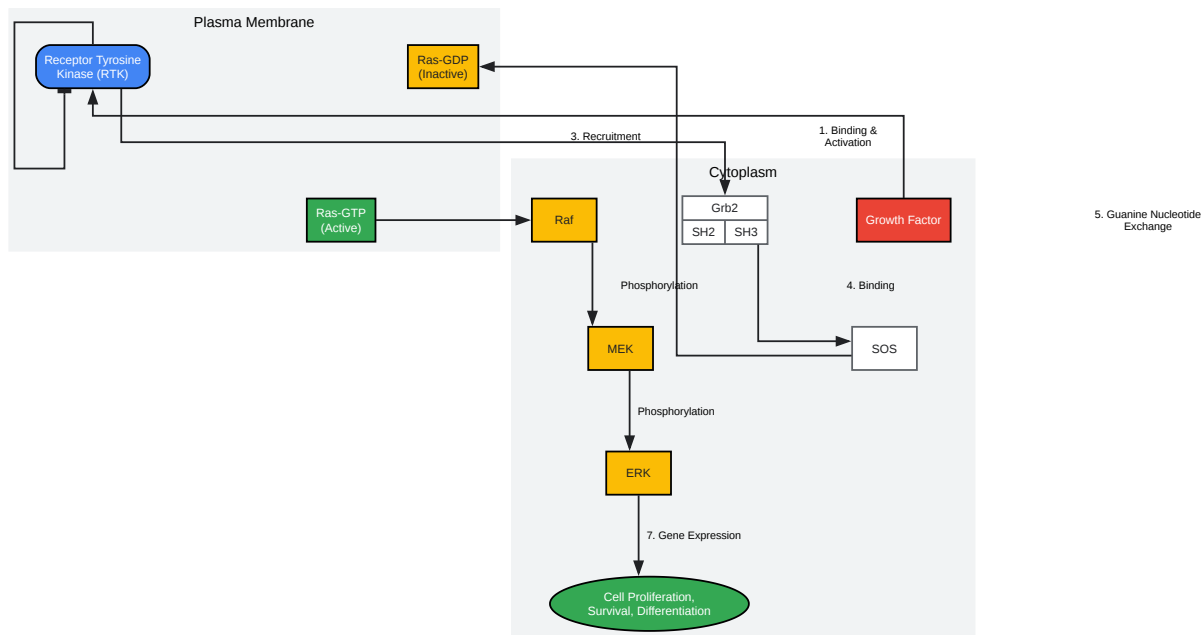 Plasma Membrane
Receptor Tyrosine
Kinase (RTK)
Ras-GDP
(Inactive)
3. Recruitment
1. Binding &
Activation
Cytoplasm
Ras-GTP
(Active)
Raf
Grb2
SH2
SH3
Growth Factor
5. Guanine Nucleotide
Exchange
Phosphorylation
4. Binding
MEK
SOS
Phosphorylation
ERK
7. Gene Expression
Cell Proliferation,
Survival, Differentiation